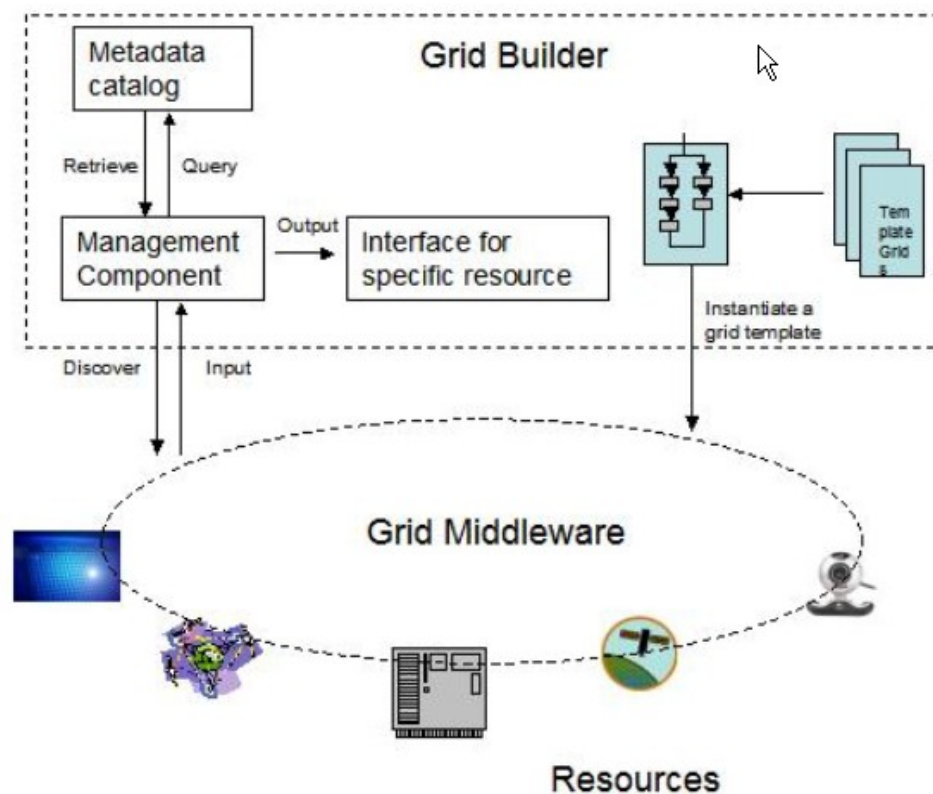 Metadata
catalog
Grid Builder
Retrieve
Query
Management
Component
Output
Interface for
specific resource
Tem
plate
Grid
s
Instantiate a
grid template
Discover
Input
Grid Middleware
Resources